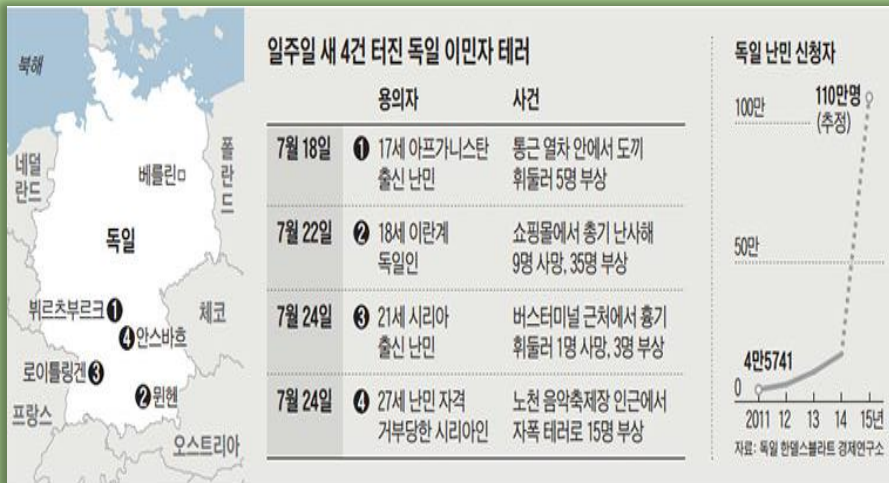 북해
네덜
란드
폴
란
드
베를린
독일
뷔르츠부르크 ❶
❹ 안스바흐
체코
로이틀링겐 ❸
❷ 뮌헨
프랑스
오스트리아
일주일 새 4건 터진 독일 이민자 테러
용의자 사건
7월 18일 ❶ 17세 아프가니스탄 통근 열차 안에서 도끼
출신 난민 휘둘러 5명 부상
7월 22일 ❷ 18세 이란계 쇼핑몰에서 총기 난사해
독일인 9명 사망, 35명 부상
7월 24일 ❸ 21세 시리아 버스터미널 근처에서 흉기
출신 난민 휘둘러 1명 사망, 3명 부상
7월 24일 ❹ 27세 난민 자격 노천 음악축제장 인근에서
거부당한 시리아인 자폭 테러로 15명 부상
독일 난민 신청자
100만 110만명
(추정)
50만
4만5741
0
2011 12 13 14 15년
자료: 독일 한델스블라트 경제연구소